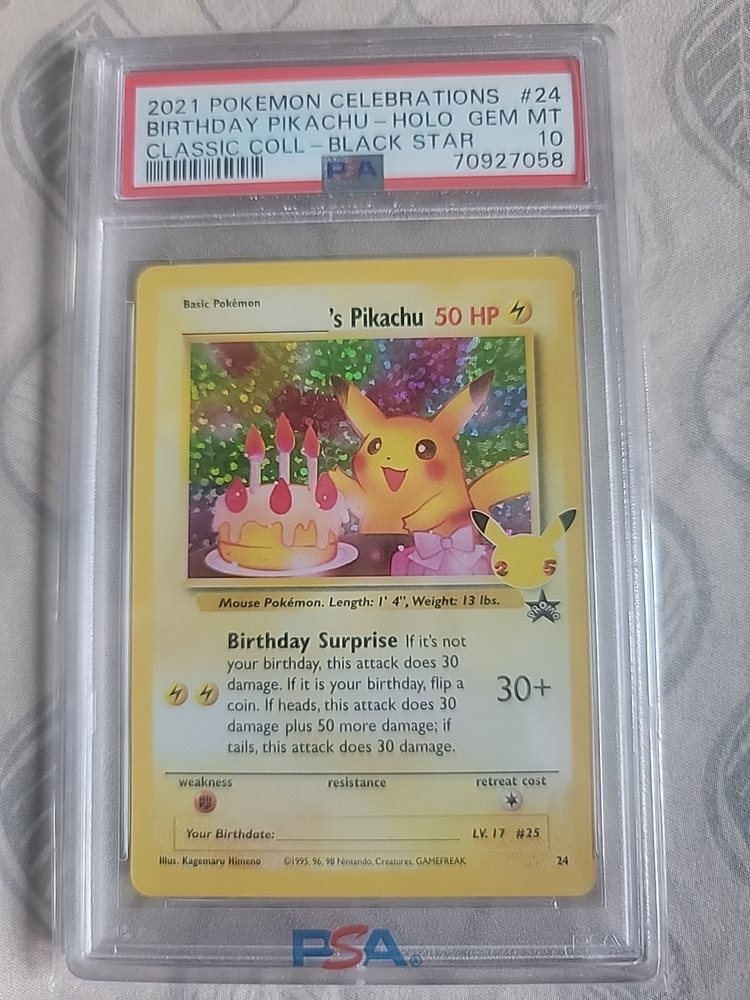 2021 POKEMON CELEBRATIONS #24
BIRTHDAY PIKACHU-HOLO GEM MT
CLASSIC COLL-BLACK STAR 10
PSA 70927058
Basic Pokémon
's Pikachu 50 HP
25
Mouse Pokémon. Length: 1' 4", Weight: 13 lbs.
PROMO
Birthday Surprise If it's not
your birthday, this attack does 30
damage. If it is your birthday, flip a
coin. If heads, this attack does 30
damage plus 50 more damage; if
tails, this attack does 30 damage.
30+
weakness resistance retreat cost
Your Birthdate: LV. 17 #25
Illus. Kagemaru Himeno ©1995, 96, 98 Nintendo, Creatures, GAMEFREAK. 24
PSA®